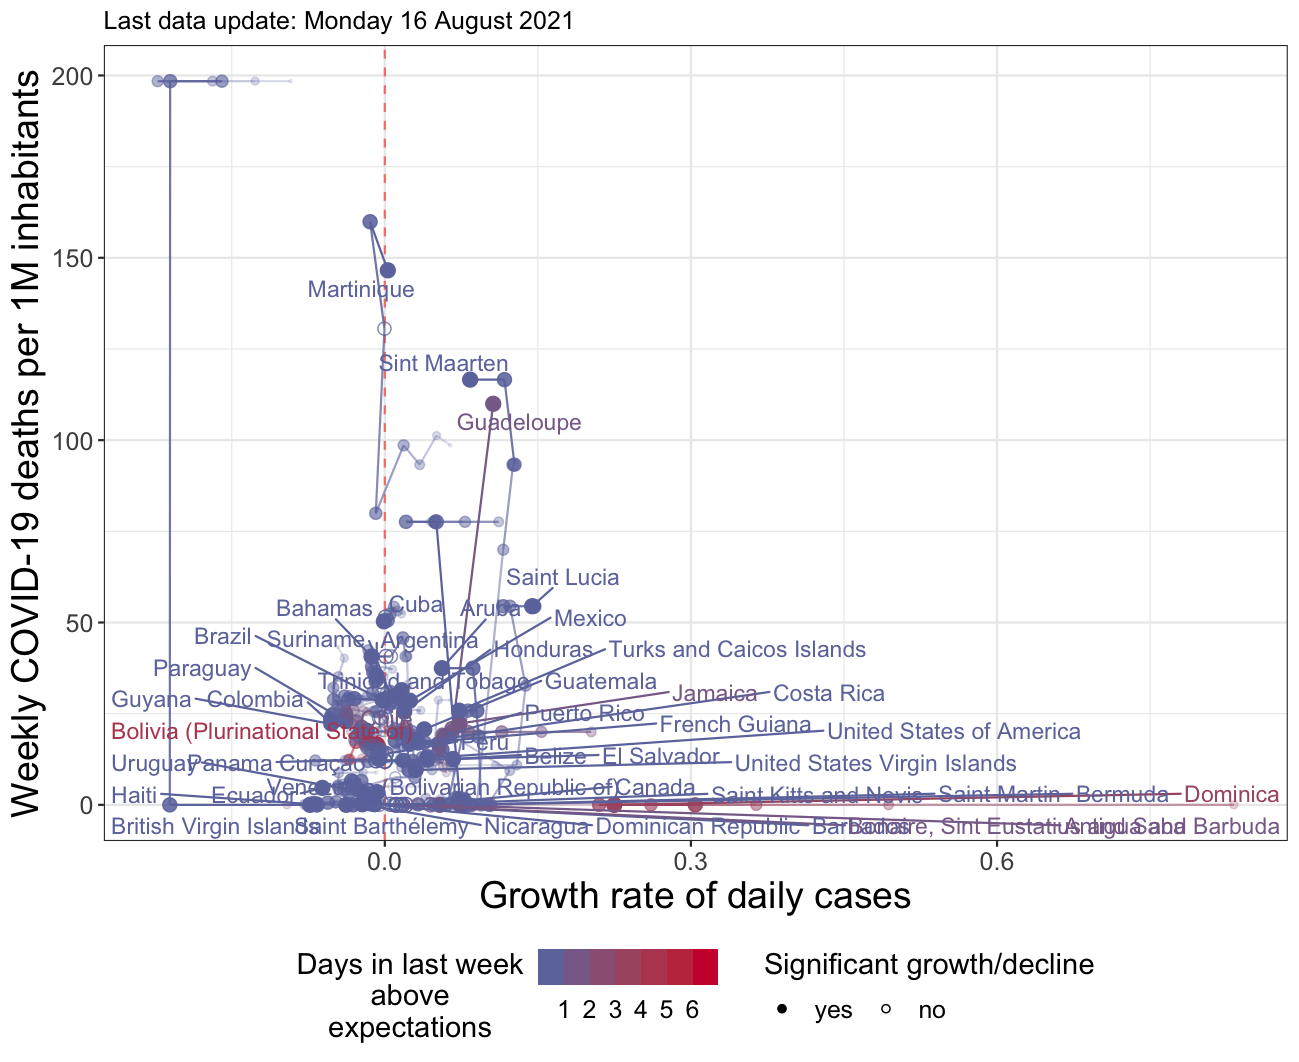 Last data update: Monday 16 August 2021
Weekly COVID-19 deaths per 1M inhabitants
200
150
Martinique
Sint Maarten
Guadeloupe
100
Saint Lucia
Bahamas Cuba Aruba Mexico
50
Brazil Suriname Argentina Honduras Turks and Caicos Islands
Paraguay Trinidad and Tobago Guatemala
Guyana Colombia Jamaica Costa Rica
Puerto Rico French Guiana
Bolivia (Plurinational State of) Peru United States of America
Uruguay Panama Curaçao Belize El Salvador United States Virgin Islands
Bolivarian Republic of Canada
Haiti Ecuador Saint Kitts and Nevis Saint Martin Bermuda Dominica
0
British Virgin Islands Saint Barthélemy Nicaragua Dominican Republic Barbados Bonaire, Sint Eustatius and Saba Antigua and Barbuda
0.0 0.3 0.6
Growth rate of daily cases
Days in last week
above
expectations
1 2 3 4 5 6
Significant growth/decline
yes no